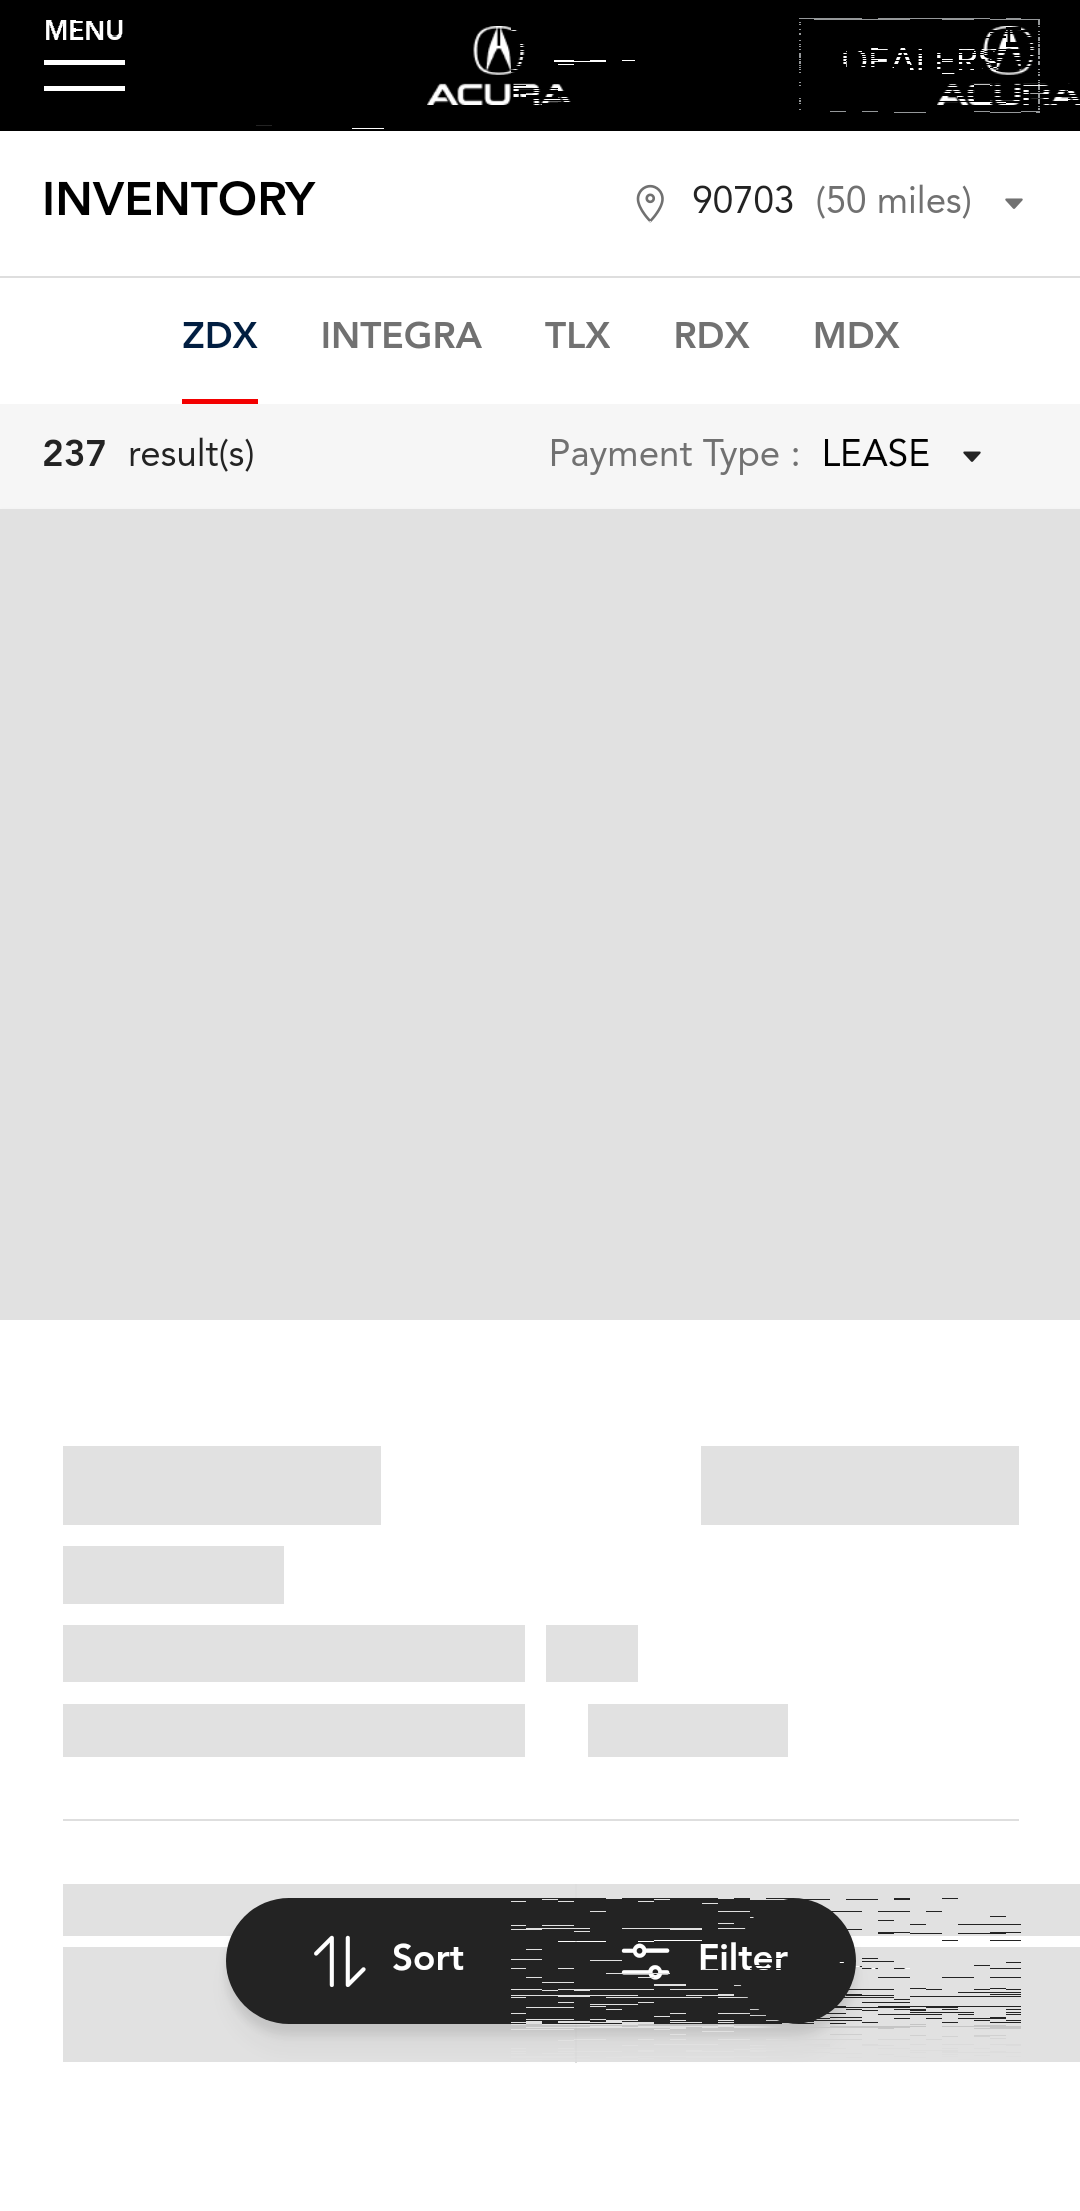 MENU
ACURA
DEALERS
ACURA
INVENTORY
90703 (50 miles)
ZDX INTEGRA TLX RDX MDX
237 result(s)
Payment Type : LEASE
Sort
Filter